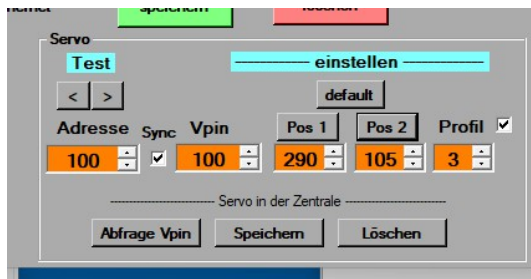 speichern löschen
Servo
Test ---------- einstellen ----------
< > default
Adresse Sync Vpin Pos 1 Pos 2 Profil
100 100 290 105 3
---------- Servo in der Zentrale ----------
Abfrage Vpin Speichern Löschen